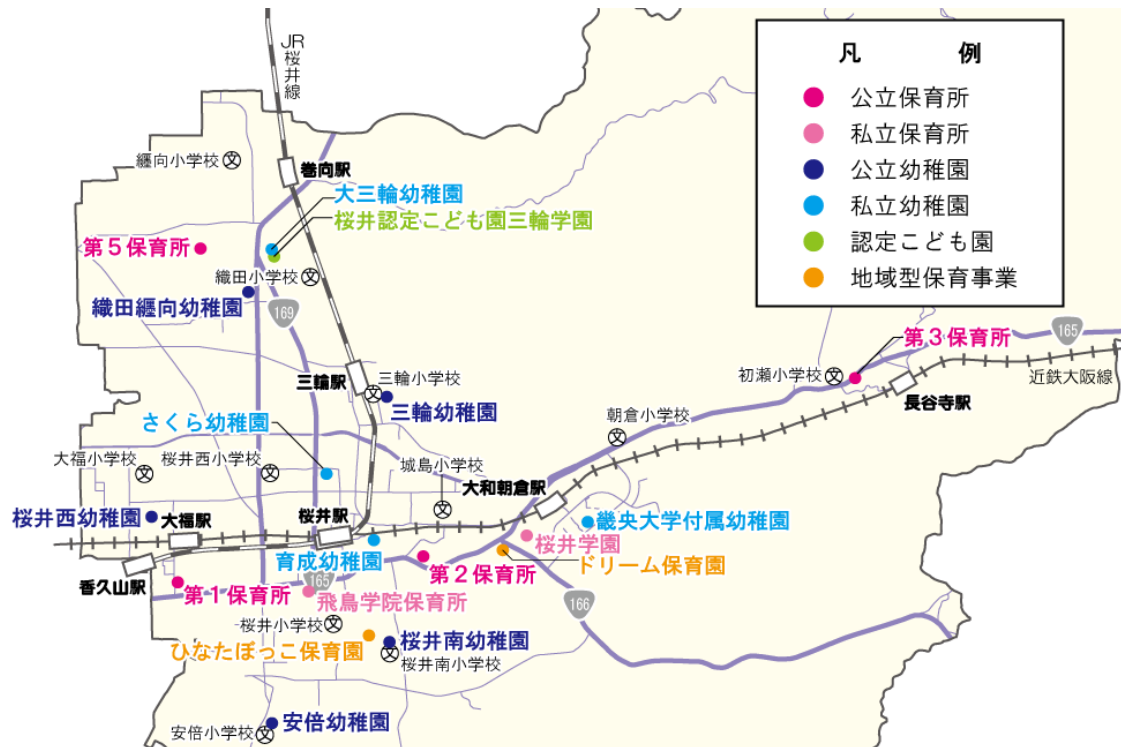 JR桜井線
凡　例
公立保育所
私立保育所
公立幼稚園
私立幼稚園
認定こども園
地域型保育事業
纏向小学校
文
巻向駅
大三輪幼稚園
桜井認定こども園三輪学園
第５保育所
織田小学校
文
織田纒向幼稚園
169
165
第３保育所
初瀬小学校
文
近鉄大阪線
長谷寺駅
三輪駅
三輪小学校
文
三輪幼稚園
さくら幼稚園
朝倉小学校
文
大福小学校
文
桜井西小学校
文
城島小学校
文
大和朝倉駅
桜井西幼稚園
大福駅
桜井駅
畿央大学付属幼稚園
桜井学園
育成幼稚園
ドリーム保育園
第２保育所
香久山駅
第１保育所
165
飛鳥学院保育所
166
桜井小学校
文
ひなたぼっこ保育園
桜井南幼稚園
文
桜井南小学校
安倍幼稚園
安倍小学校
文